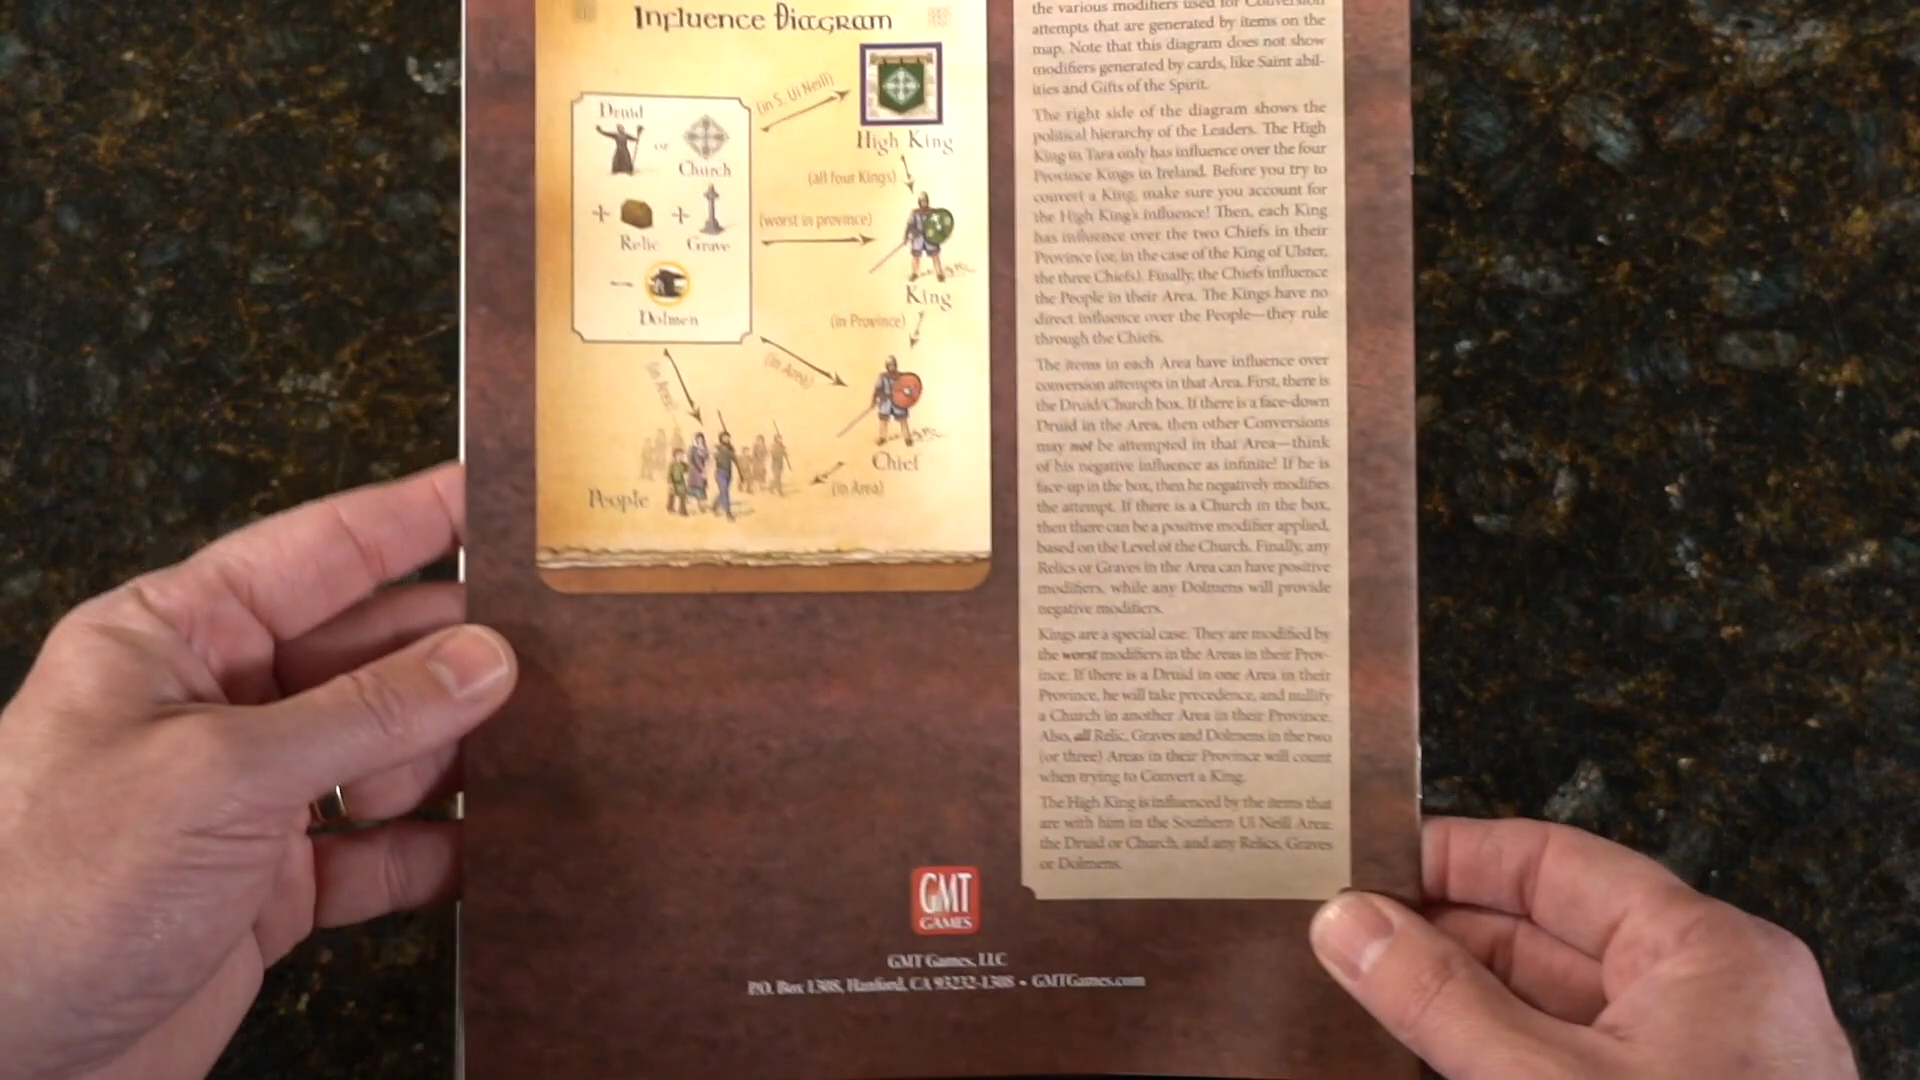 Influence Diagram
Druid
or
Church
+
+
Relic
Grave
–
Dolmen
(in S. Ui Neill)
High King
(all four Kings)
(worst in province)
King
(in Province)
(in Area)
(in Area)
Chief
(in Area)
People
the various modifiers used for Conversion
attempts that are generated by items on the
map. Note that this diagram does not show
modifiers generated by cards, like Saint abil-
ities and Gifts of the Spirit.
The right side of the diagram shows the
political hierarchy of the Leaders. The High
King in Tara only has influence over the four
Province Kings in Ireland. Before you try to
convert a King, make sure you account for
the High King's influence! Then, each King
has influence over the two Chiefs in their
Province (or, in the case of the King of Ulster,
the three Chiefs). Finally, the Chiefs influence
the People in their Area. The Kings have no
direct influence over the People—they rule
through the Chiefs.
The items in each Area have influence over
conversion attempts in that Area. First, there is
the Druid/Church box. If there is a face-down
Druid in the Area, then other Conversions
may not be attempted in that Area—think
of his negative influence as infinite! If he is
face-up in the box, then he negatively modifies
the attempt. If there is a Church in the box,
then there can be a positive modifier applied,
based on the Level of the Church. Finally, any
Relics or Graves in the Area can have positive
modifiers, while any Dolmens will provide
negative modifiers.
Kings are a special case. They are modified by
the worst modifiers in the Areas in their Prov-
ince. If there is a Druid in one Area in their
Province, he will take precedence, and nullify
a Church in another Area in their Province.
Also, all Relic, Graves and Dolmens in the two
(or three) Areas in their Province will count
when trying to Convert a King.
The High King is influenced by the items that
are with him in the Southern Ui Neill Area:
the Druid or Church, and any Relics, Graves
or Dolmens.
GMT
GAMES
GMT Games, LLC
P.O. Box 1308, Hanford, CA 93232-1308 • GMTGames.com